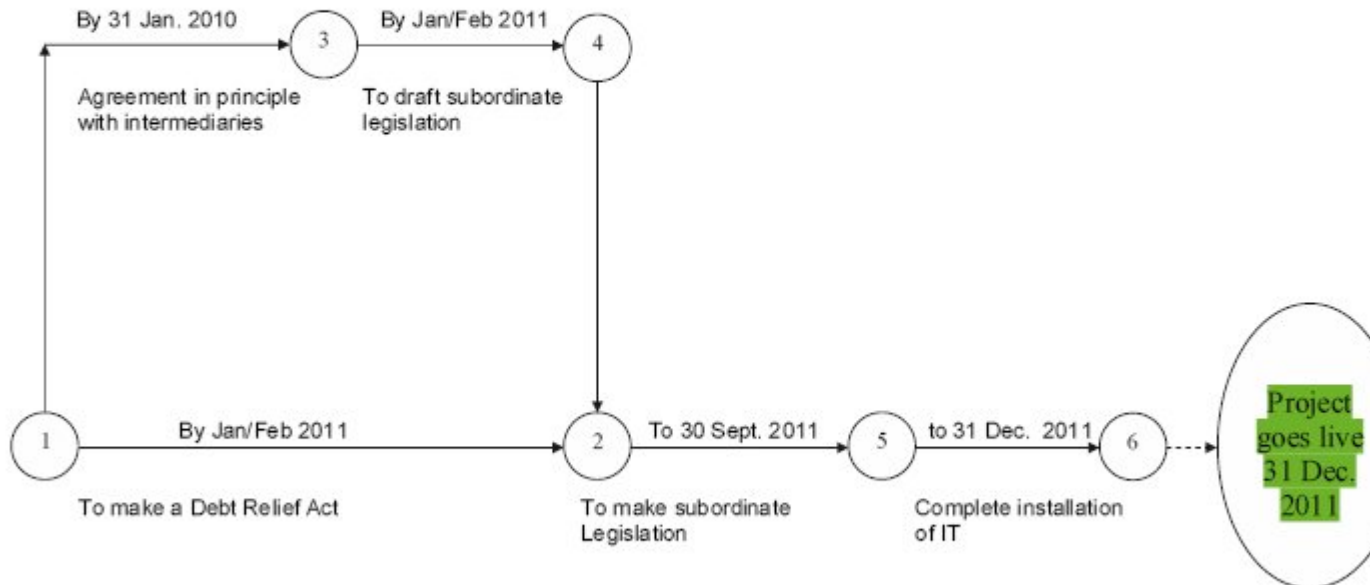 By 31 Jan. 2010
By Jan/Feb 2011
3
4
Agreement in principle
with intermediaries
To draft subordinate
legislation
1
By Jan/Feb 2011
2
To 30 Sept. 2011
5
to 31 Dec. 2011
6
To make a Debt Relief Act
To make subordinate
Legislation
Complete installation
of IT
Project
goes live
31 Dec.
2011